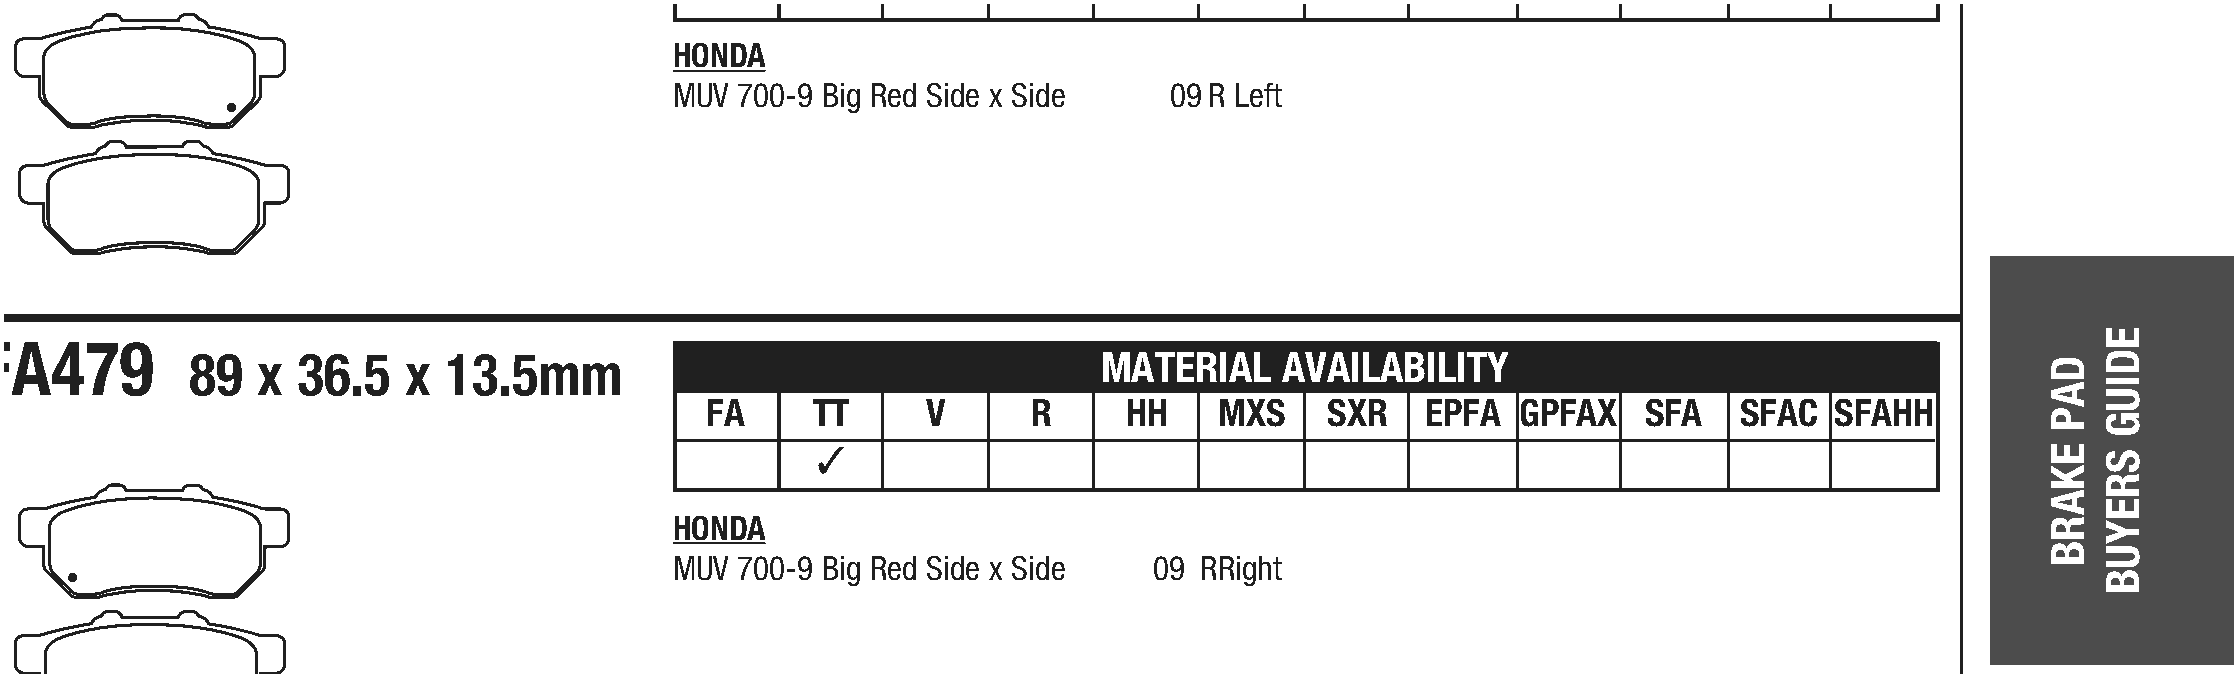 HONDA
MUV 700-9 Big Red Side x Side 09 R Left
FA479 89 x 36.5 x 13.5mm
MATERIAL AVAILABILITY
FA TT V R HH MXS SXR EPFA GPFAX SFA SFAC SFAHH
✓
HONDA
MUV 700-9 Big Red Side x Side 09 RRight
BRAKE PAD
BUYERS GUIDE